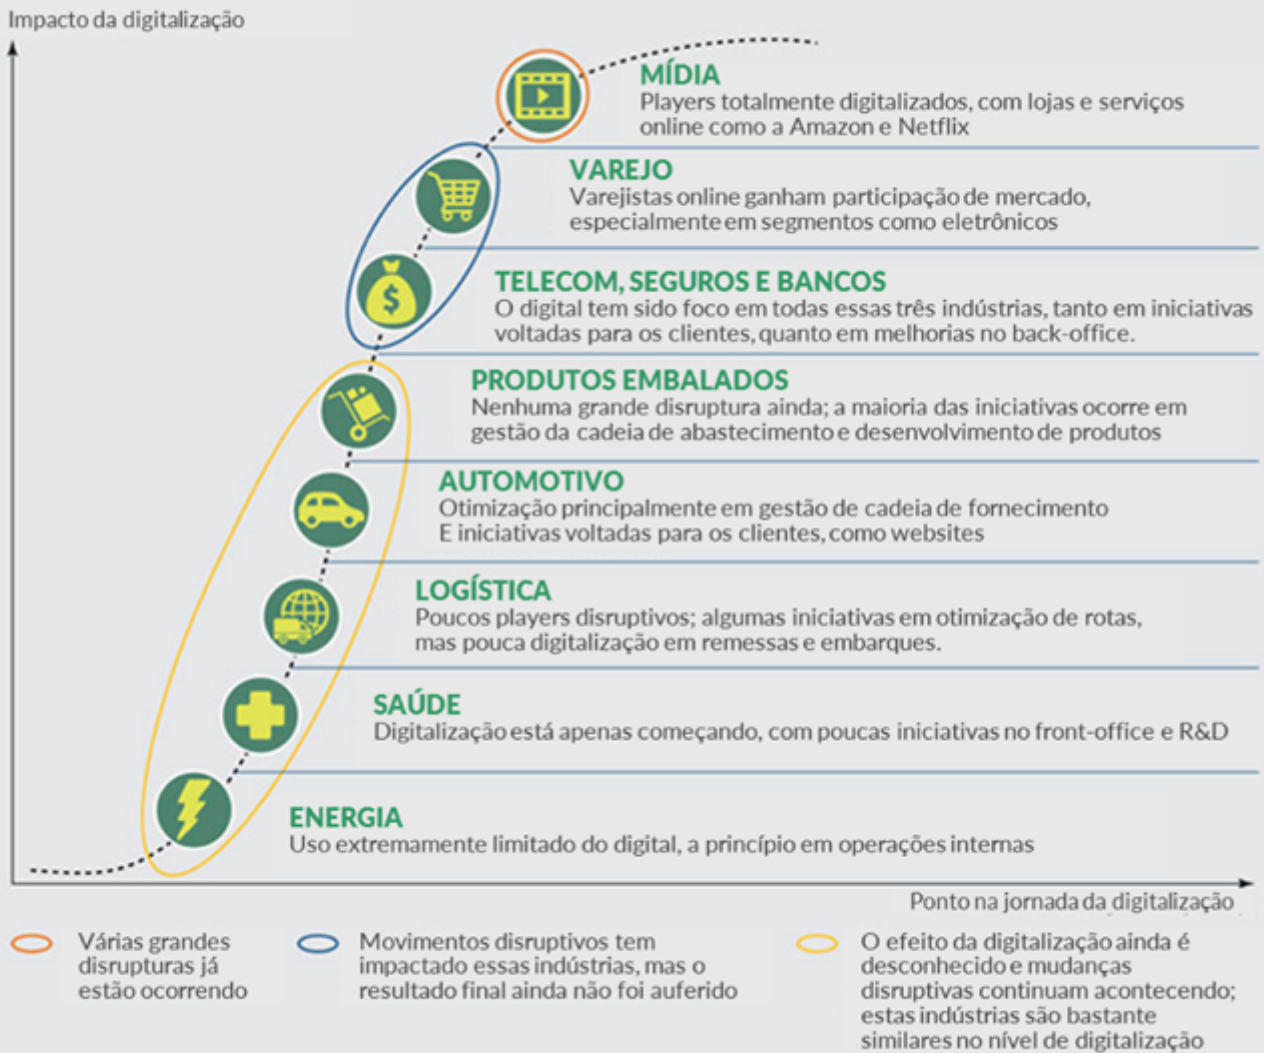 Impacto da digitalização
MÍDIA
Players totalmente digitalizados, com lojas e serviços
online como a Amazon e Netflix
VAREJO
Varejistas online ganham participação de mercado,
especialmente em segmentos como eletrônicos
TELECOM, SEGUROS E BANCOS
O digital tem sido foco em todas essas três indústrias, tanto em iniciativas
voltadas para os clientes, quanto em melhorias no back-office.
PRODUTOS EMBALADOS
Nenhuma grande disruptura ainda; a maioria das iniciativas ocorre em
gestão da cadeia de abastecimento e desenvolvimento de produtos
AUTOMOTIVO
Otimização principalmente em gestão de cadeia de fornecimento
E iniciativas voltadas para os clientes, como websites
LOGÍSTICA
Poucos players disruptivos; algumas iniciativas em otimização de rotas,
mas pouca digitalização em remessas e embarques.
SAÚDE
Digitalização está apenas começando, com poucas iniciativas no front-office e R&D
ENERGIA
Uso extremamente limitado do digital, a princípio em operações internas
Ponto na jornada da digitalização
Várias grandes
disrupturas já
estão ocorrendo
Movimentos disruptivos tem
impactado essas indústrias, mas o
resultado final ainda não foi auferido
O efeito da digitalização ainda é
desconhecido e mudanças
disruptivas continuam acontecendo;
estas indústrias são bastante
similares no nível de digitalização
$